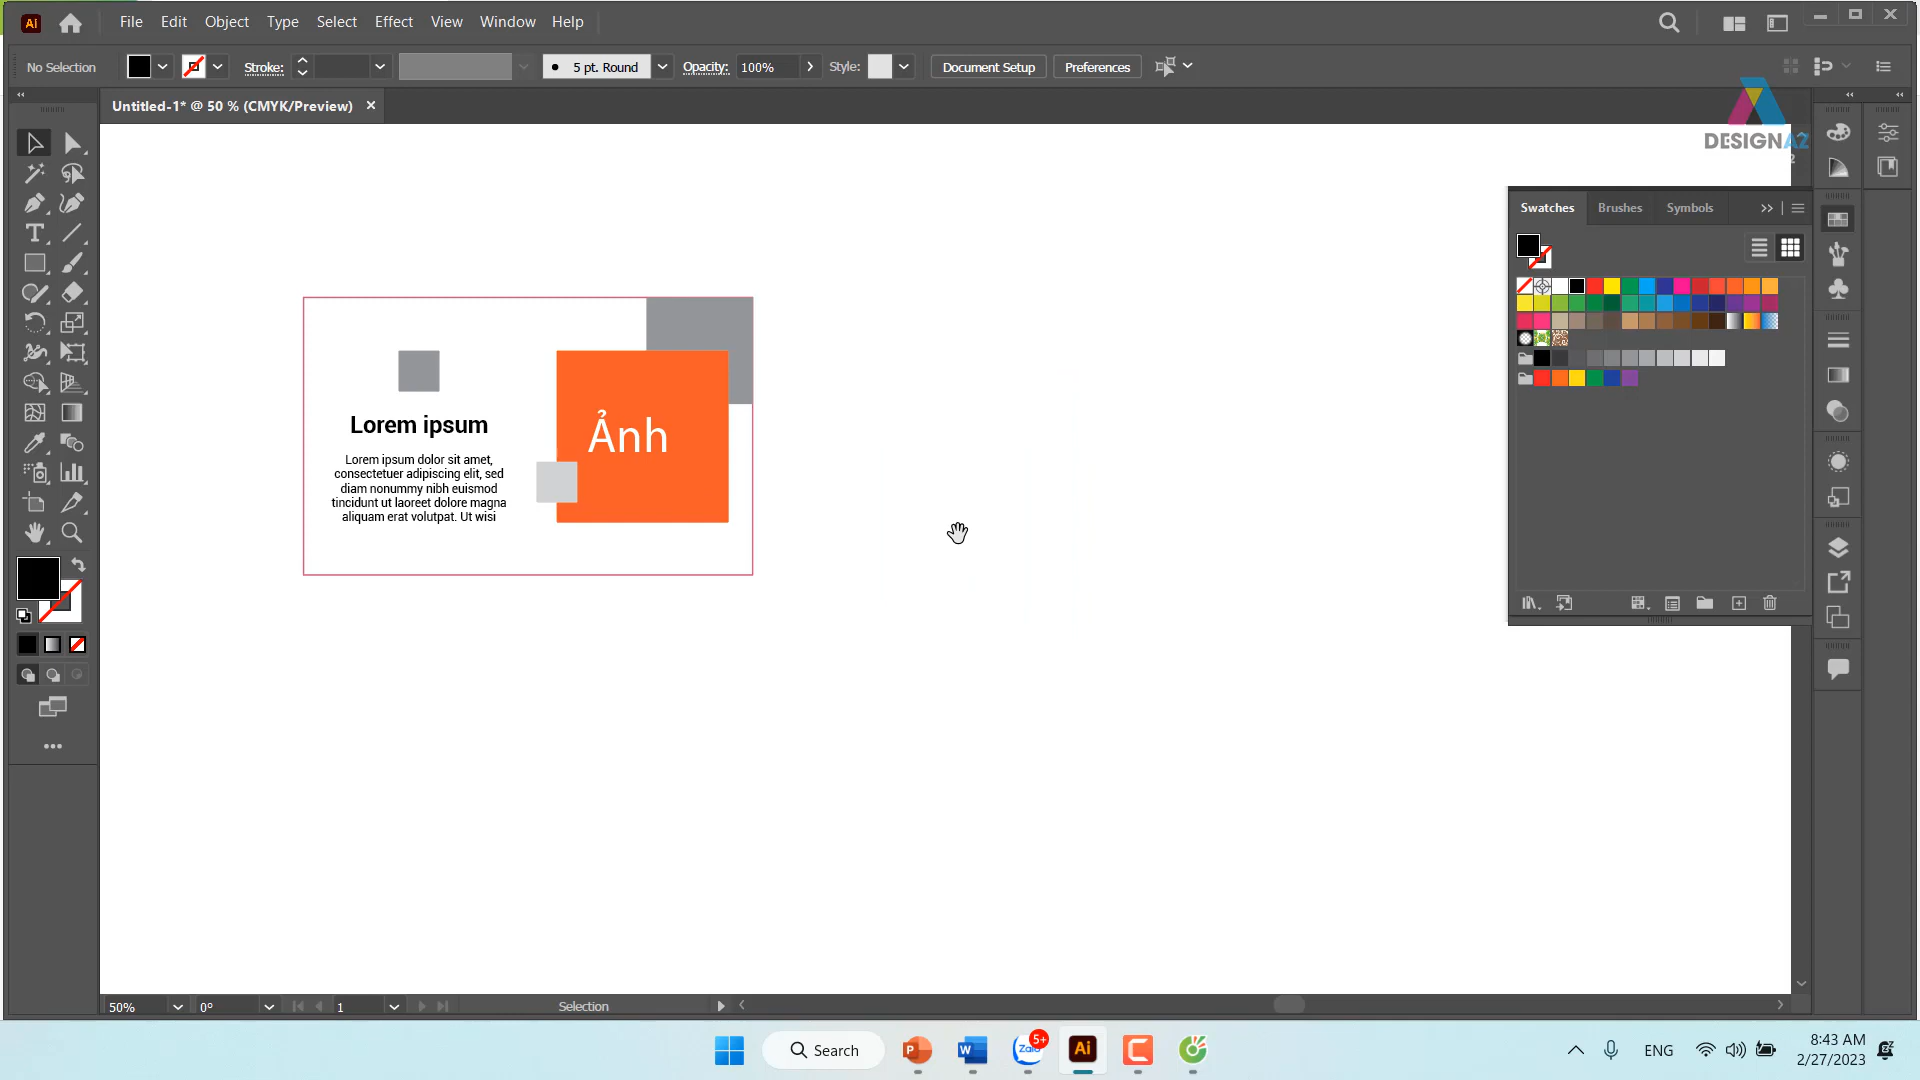 File Edit Object Type Select Effect View Window Help
No Selection Stroke: 5 pt. Round Opacity: 100% Style: Document Setup Preferences
Untitled-1* @ 50 % (CMYK/Preview)
DESIGNA2
Swatches Brushes Symbols
Lorem ipsum
Lorem ipsum dolor sit amet,
consectetuer adipiscing elit, sed
diam nonummy nibh euismod
tincidunt ut laoreet dolore magna
aliquam erat volutpat. Ut wisi
Ảnh
50% 0° 1 Selection
Search
5+
Zalo
ENG
8:43 AM
2/27/2023